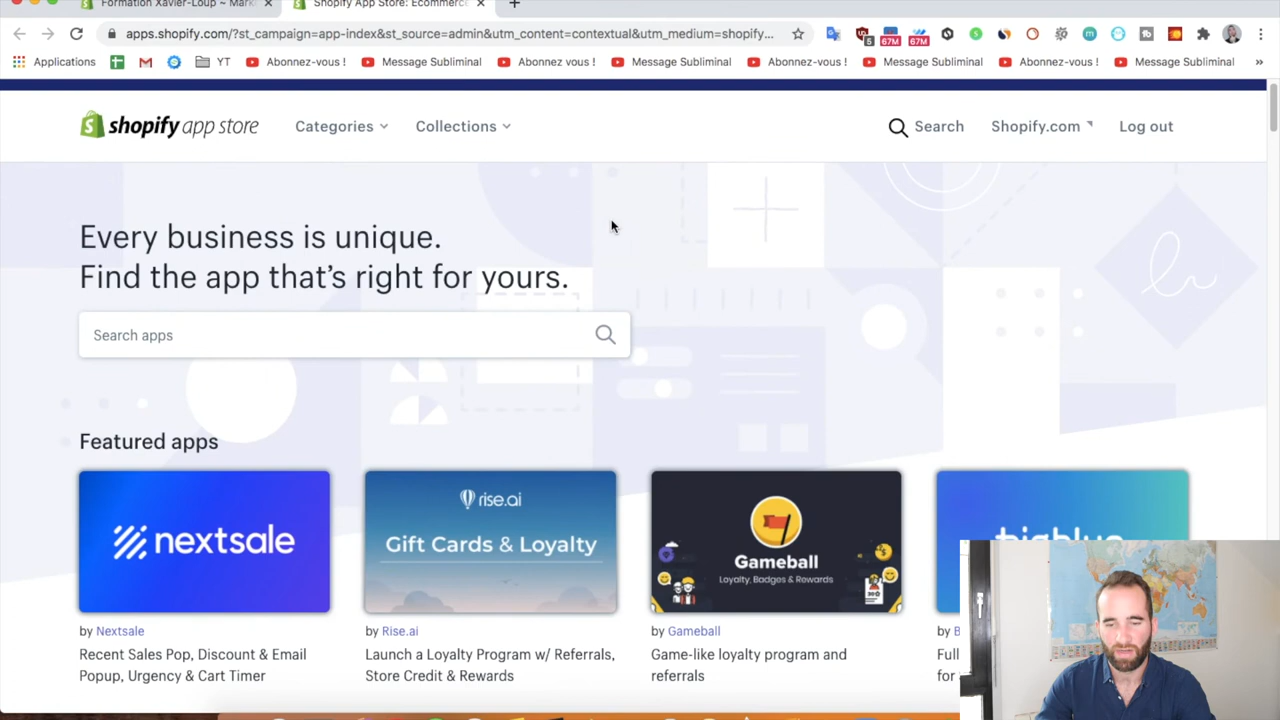 Formation Xavier-Loup ~ Mark
Shopify App Store: Ecommerce
apps.shopify.com/?st_campaign=app-index&st_source=admin&utm_content=contextual&utm_medium=shopify...
5
67M
67M
Applications
YT
Abonnez-vous !
Message Subliminal
Abonnez vous !
Message Subliminal
Abonnez-vous !
Message Subliminal
Abonnez-vous !
Message Subliminal
»
shopify app store
Categories
Collections
Search
Shopify.com
Log out
Every business is unique.
Find the app that's right for yours.
Search apps
Featured apps
nextsale
rise.ai
Gift Cards & Loyalty
Gameball
Loyalty, Badges & Rewards
by Nextsale
by Rise.ai
by Gameball
by B
Recent Sales Pop, Discount & Email
Popup, Urgency & Cart Timer
Launch a Loyalty Program w/ Referrals,
Store Credit & Rewards
Game-like loyalty program and
referrals
Full
for